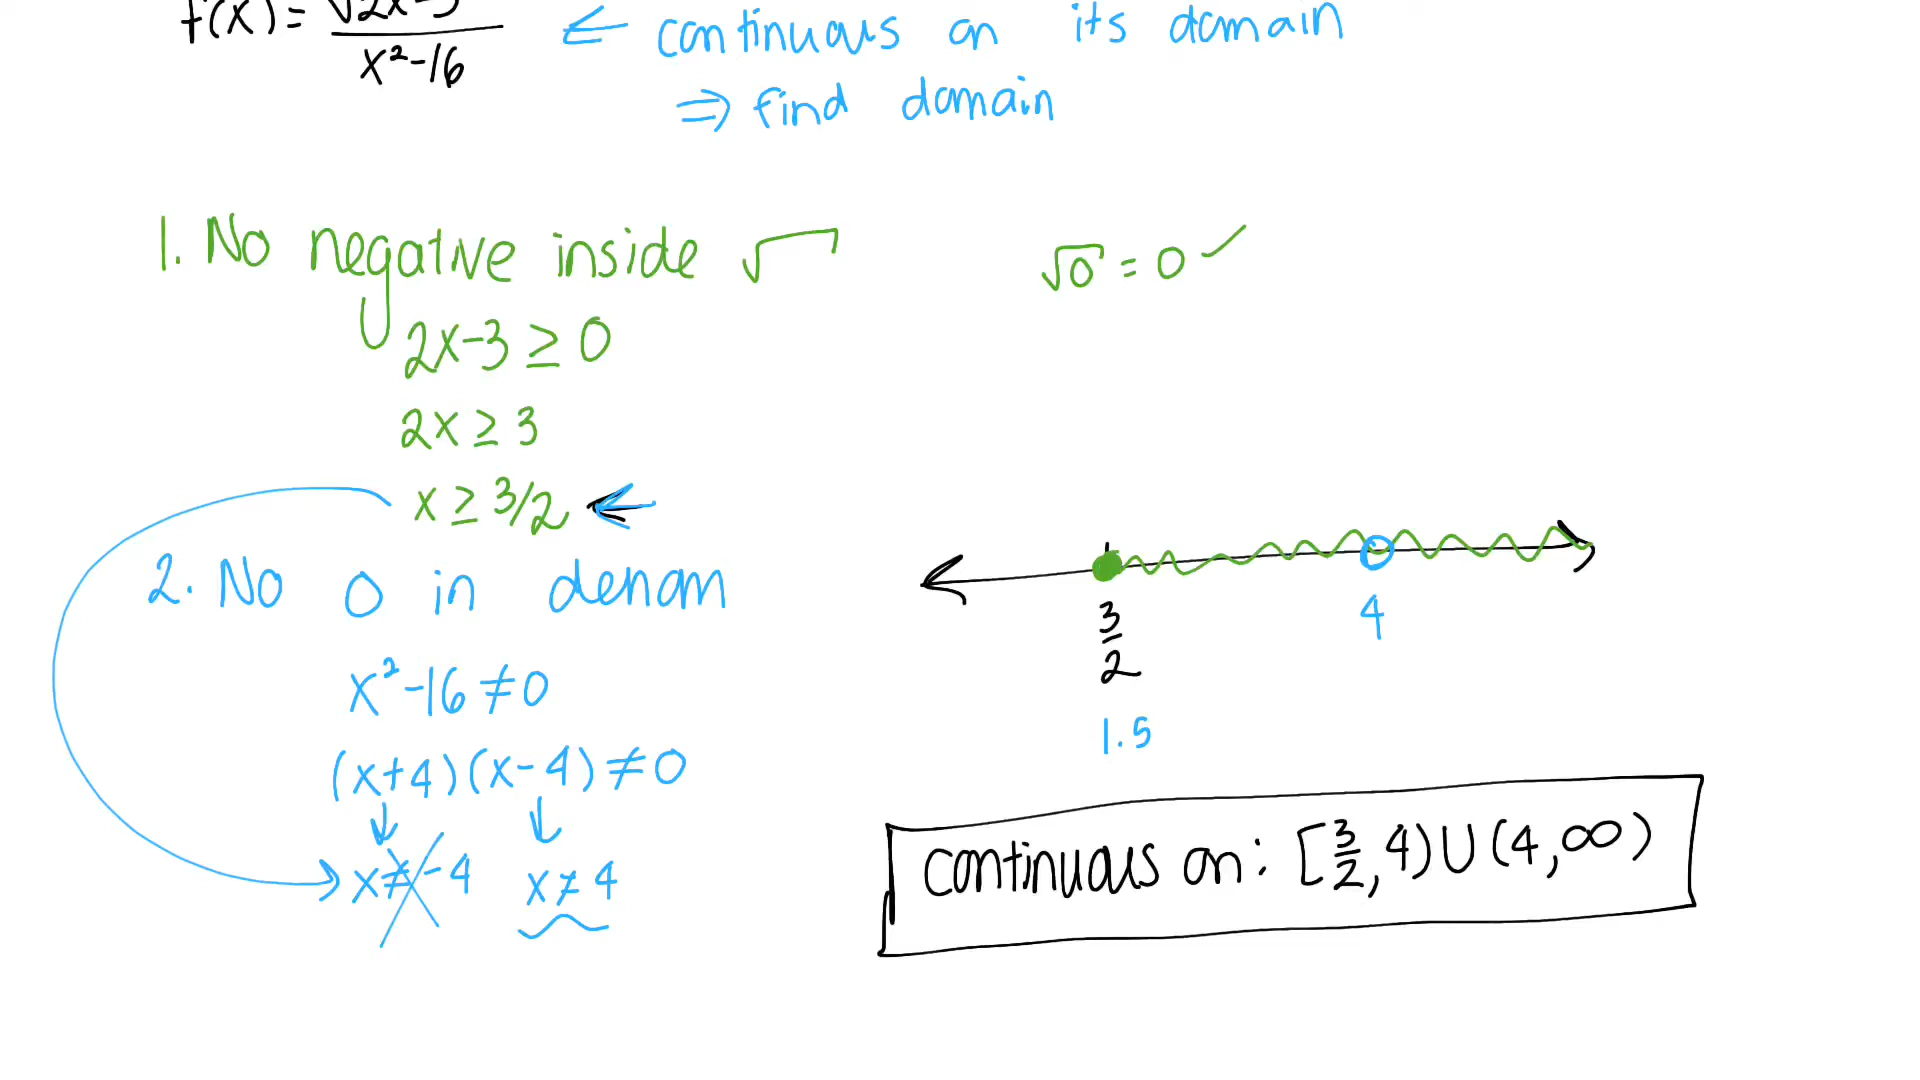 f(x) = √2x-3 / x²-16 ⇐ continuous on its domain
⇒ find domain
1. No negative inside √
√0 = 0 ✓
2x-3 ≥ 0
2x ≥ 3
x ≥ 3/2 ←
2. No 0 in denom
x²-16 ≠ 0
(x+4)(x-4) ≠ 0
x ≠ -4 x ≠ 4
3/2 4
1.5
continuous on: [3/2, 4) ∪ (4, ∞)